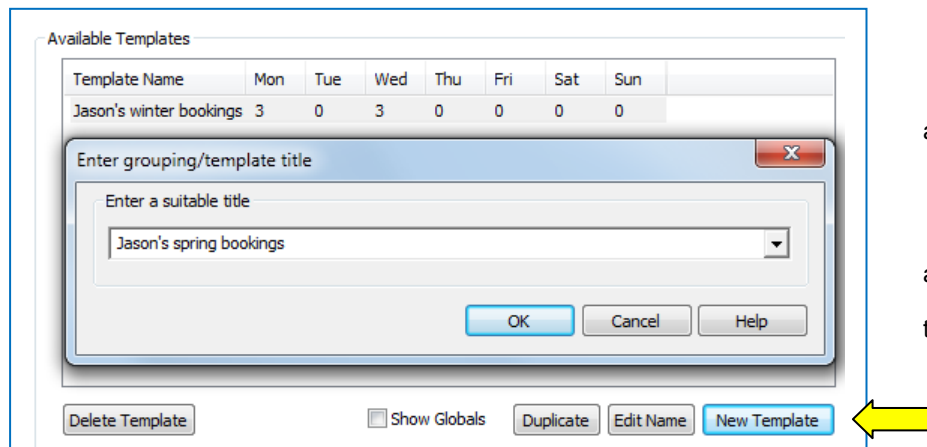 Available Templates
Template Name Mon Tue Wed Thu Fri Sat Sun
Jason's winter bookings 3 0 3 0 0 0 0
Enter grouping/template title
Enter a suitable title
Jason's spring bookings
OK Cancel Help
Delete Template Show Globals Duplicate Edit Name New Template